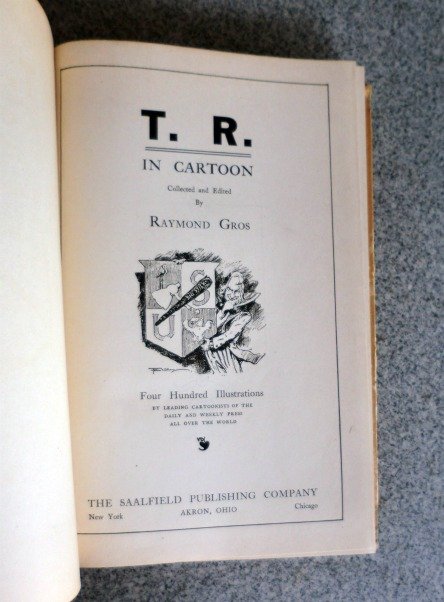 T. R.
IN CARTOON
Collected and Edited
By
RAYMOND GROS
Four Hundred Illustrations
BY LEADING CARTOONISTS OF THE
DAILY AND WEEKLY PRESS
ALL OVER THE WORLD
THE SAALFIELD PUBLISHING COMPANY
New York AKRON, OHIO Chicago